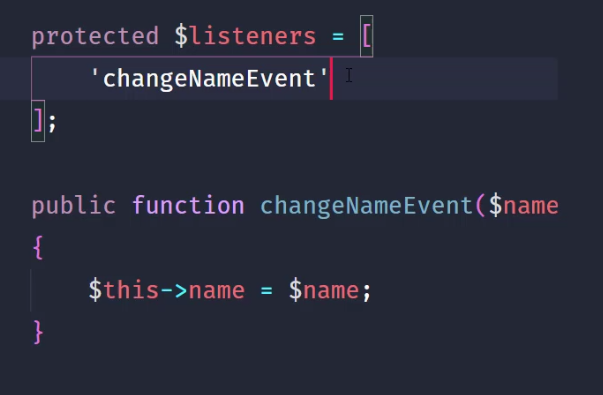 protected $listeners = [
'changeNameEvent'
];
public function changeNameEvent($name
{
$this->name = $name;
}